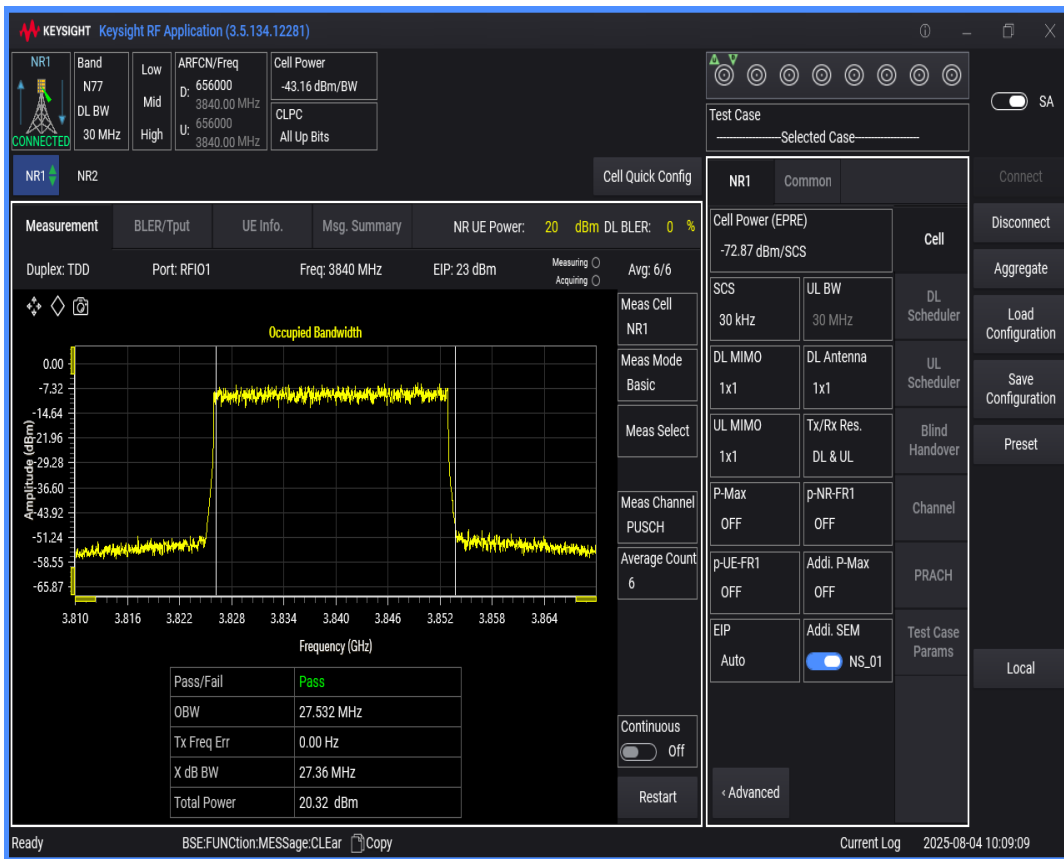 KEYSIGHT Keysight RF Application (3.5.134.12281)
NR1
CONNECTED
Band
N77
DL BW
30 MHz
Low
Mid
High
ARFCN/Freq
D: 656000
3840.00 MHz
U: 656000
3840.00 MHz
Cell Power
-43.16 dBm/BW
CLPC
All Up Bits
Test Case
--------------------Selected Case-----------------
SA
NR1 NR2
Cell Quick Config
Measurement BLER/Tput UE Info. Msg. Summary NR UE Power: 20 dBm DL BLER: 0 %
Duplex: TDD Port: RFIO1 Freq: 3840 MHz EIP: 23 dBm Measuring Avg: 6/6
Acquiring
Occupied Bandwidth
Amplitude (dBm)
0.00
-7.32
-14.64
-21.96
-29.28
-36.60
-43.92
-51.24
-58.55
-65.87
3.810 3.816 3.822 3.828 3.834 3.840 3.846 3.852 3.858 3.864
Frequency (GHz)
Pass/Fail Pass
OBW 27.532 MHz
Tx Freq Err 0.00 Hz
X dB BW 27.36 MHz
Total Power 20.32 dBm
Meas Cell
NR1
Meas Mode
Basic
Meas Select
Meas Channel
PUSCH
Average Count
6
Continuous
Off
Restart
NR1 Common
Cell Power (EPRE)
-72.87 dBm/SCS
SCS
30 kHz
UL BW
30 MHz
DL MIMO
1x1
DL Antenna
1x1
UL MIMO
1x1
Tx/Rx Res.
DL & UL
P-Max
OFF
p-NR-FR1
OFF
p-UE-FR1
OFF
Addi. P-Max
OFF
EIP
Auto
Addi. SEM
NS_01
‹ Advanced
Cell
DL
Scheduler
UL
Scheduler
Blind
Handover
Channel
PRACH
Test Case
Params
Connect
Disconnect
Aggregate
Load
Configuration
Save
Configuration
Preset
Local
Ready BSE:FUNCtion:MESSage:CLEar Copy Current Log 2025-08-04 10:09:09